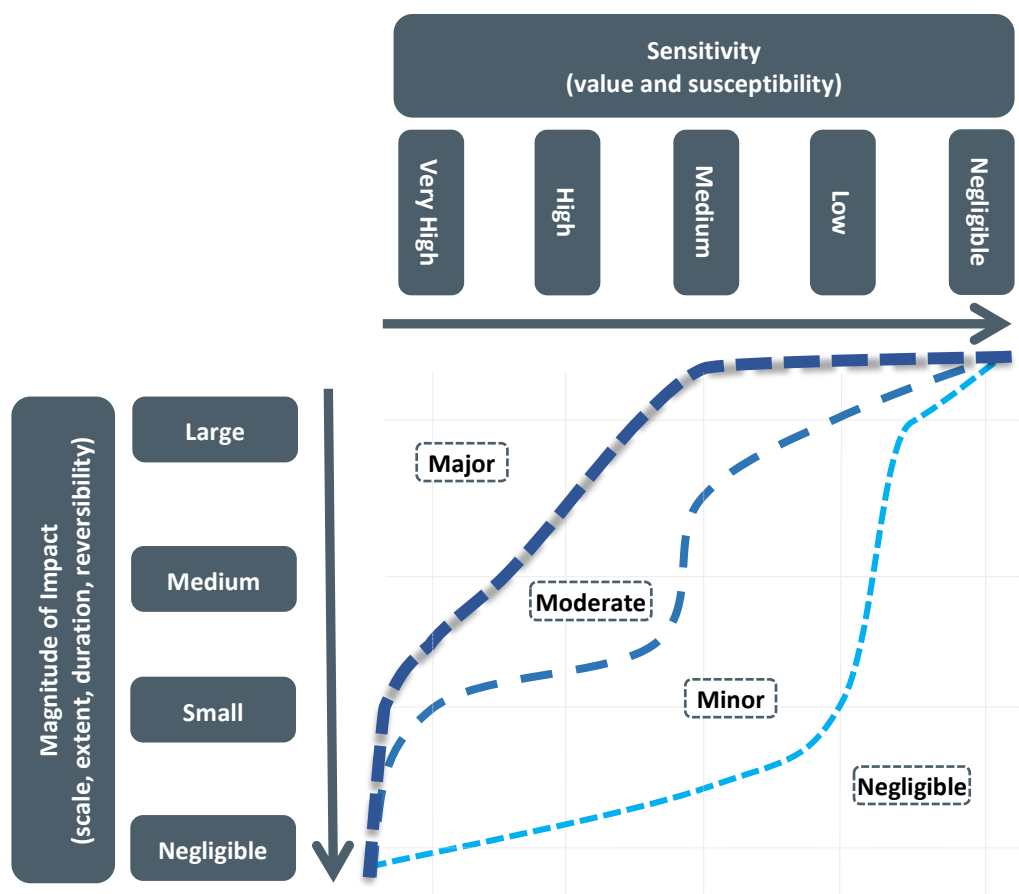 Sensitivity
(value and susceptibility)
Very High
High
Medium
Low
Negligible
Magnitude of Impact
(scale, extent, duration, reversibility)
Large
Medium
Small
Negligible
Major
Moderate
Minor
Negligible